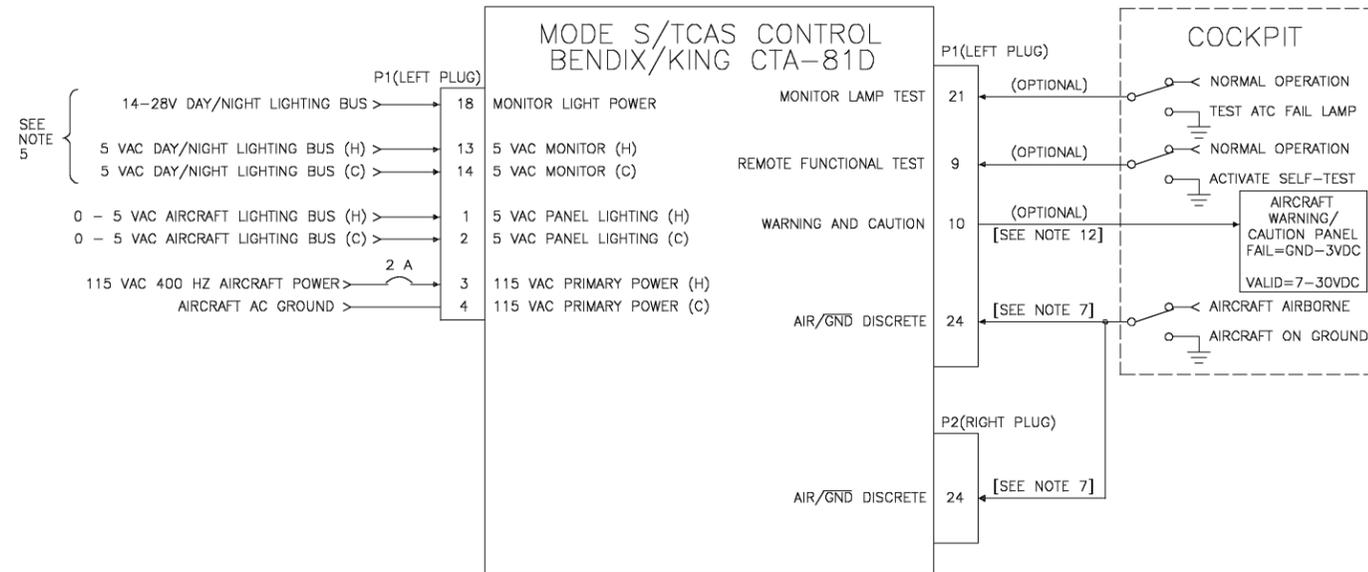 MODE S/TCAS CONTROL
BENDIX/KING CTA-81D
P1(LEFT PLUG)
SEE
NOTE
5
14-28V DAY/NIGHT LIGHTING BUS
18
MONITOR LIGHT POWER
5 VAC DAY/NIGHT LIGHTING BUS (H)
13
5 VAC MONITOR (H)
5 VAC DAY/NIGHT LIGHTING BUS (C)
14
5 VAC MONITOR (C)
0 - 5 VAC AIRCRAFT LIGHTING BUS (H)
1
5 VAC PANEL LIGHTING (H)
0 - 5 VAC AIRCRAFT LIGHTING BUS (C)
2
5 VAC PANEL LIGHTING (C)
2 A
115 VAC 400 HZ AIRCRAFT POWER
3
115 VAC PRIMARY POWER (H)
AIRCRAFT AC GROUND
4
115 VAC PRIMARY POWER (C)
P1(LEFT PLUG)
MONITOR LAMP TEST
21
(OPTIONAL)
REMOTE FUNCTIONAL TEST
9
(OPTIONAL)
WARNING AND CAUTION
10
(OPTIONAL)
[SEE NOTE 12]
AIR/GND DISCRETE
24
[SEE NOTE 7]
P2(RIGHT PLUG)
AIR/GND DISCRETE
24
[SEE NOTE 7]
COCKPIT
NORMAL OPERATION
TEST ATC FAIL LAMP
NORMAL OPERATION
ACTIVATE SELF-TEST
AIRCRAFT
WARNING/
CAUTION PANEL
FAIL=GND-3VDC
VALID=7-30VDC
AIRCRAFT AIRBORNE
AIRCRAFT ON GROUND